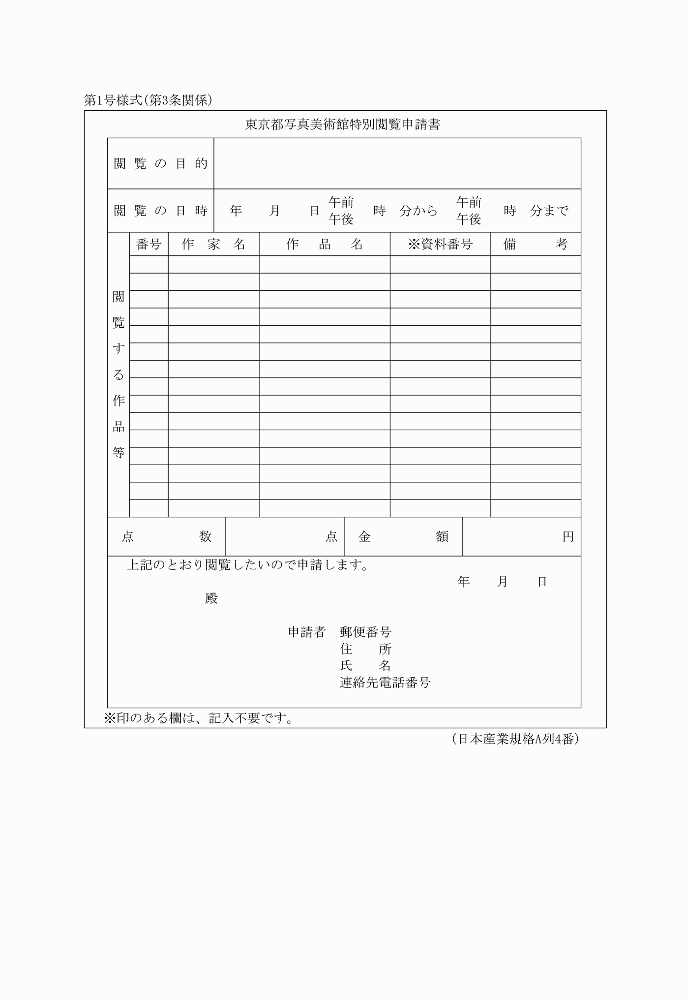 第1号様式(第3条関係)
東京都写真美術館特別閲覧申請書
閲覧の目的
閲覧の日時 年 月 日 午前 午後 時 分から 午前 午後 時 分まで
閲覧する作品等
番号 作家名 作品名 ※資料番号 備考
点数 点 金額 円
上記のとおり閲覧したいので申請します。
年 月 日
殿
申請者 郵便番号
住所
氏名
連絡先電話番号
※印のある欄は、記入不要です。
(日本産業規格A列4番)